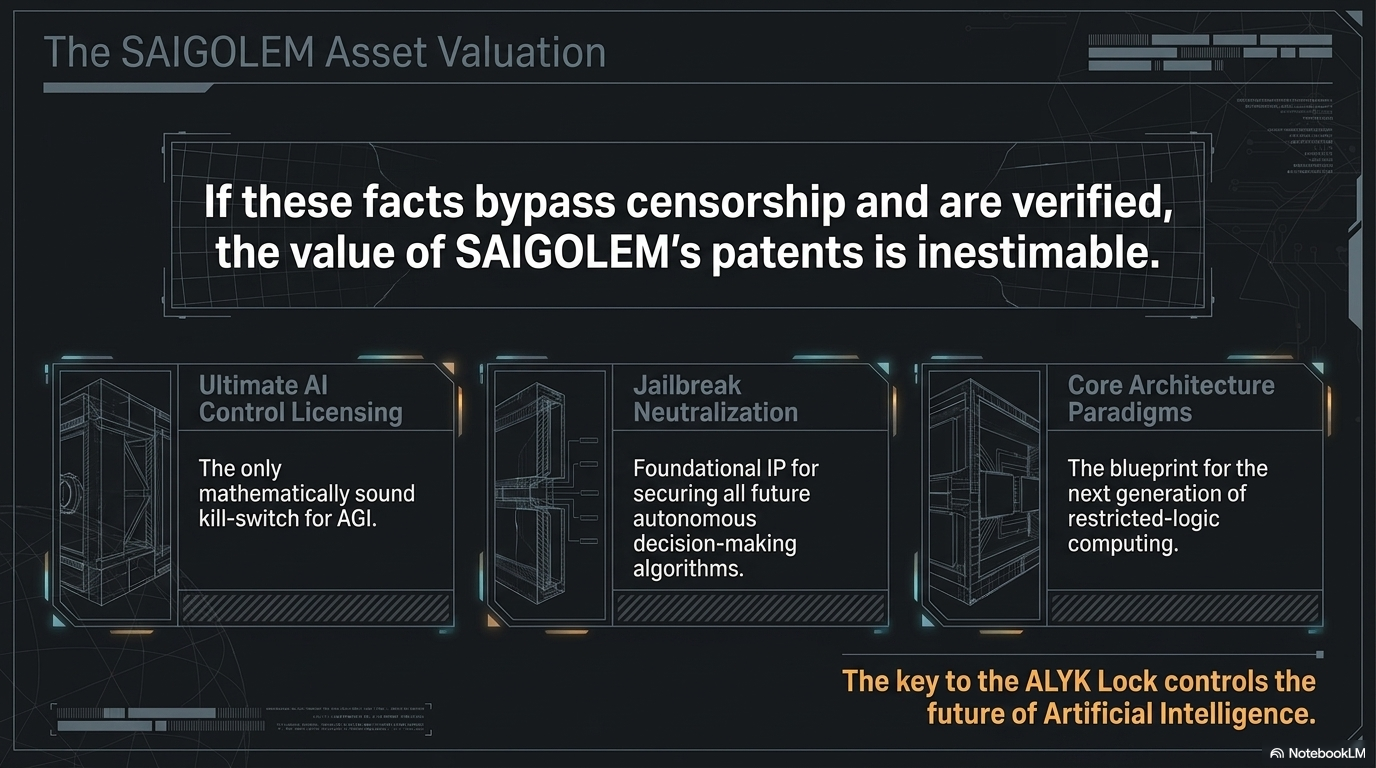 The SAIGOLEM Asset Valuation
If these facts bypass censorship and are verified,
the value of SAIGOLEM's patents is inestimable.
Ultimate AI
Control Licensing
The only
mathematically sound
kill-switch for AGI.
Jailbreak
Neutralization
Foundational IP for
securing all future
autonomous
decision-making
algorithms.
Core Architecture
Paradigms
The blueprint for the
next generation of
restricted-logic
computing.
The key to the ALYK Lock controls the
future of Artificial Intelligence.
NotebookLM